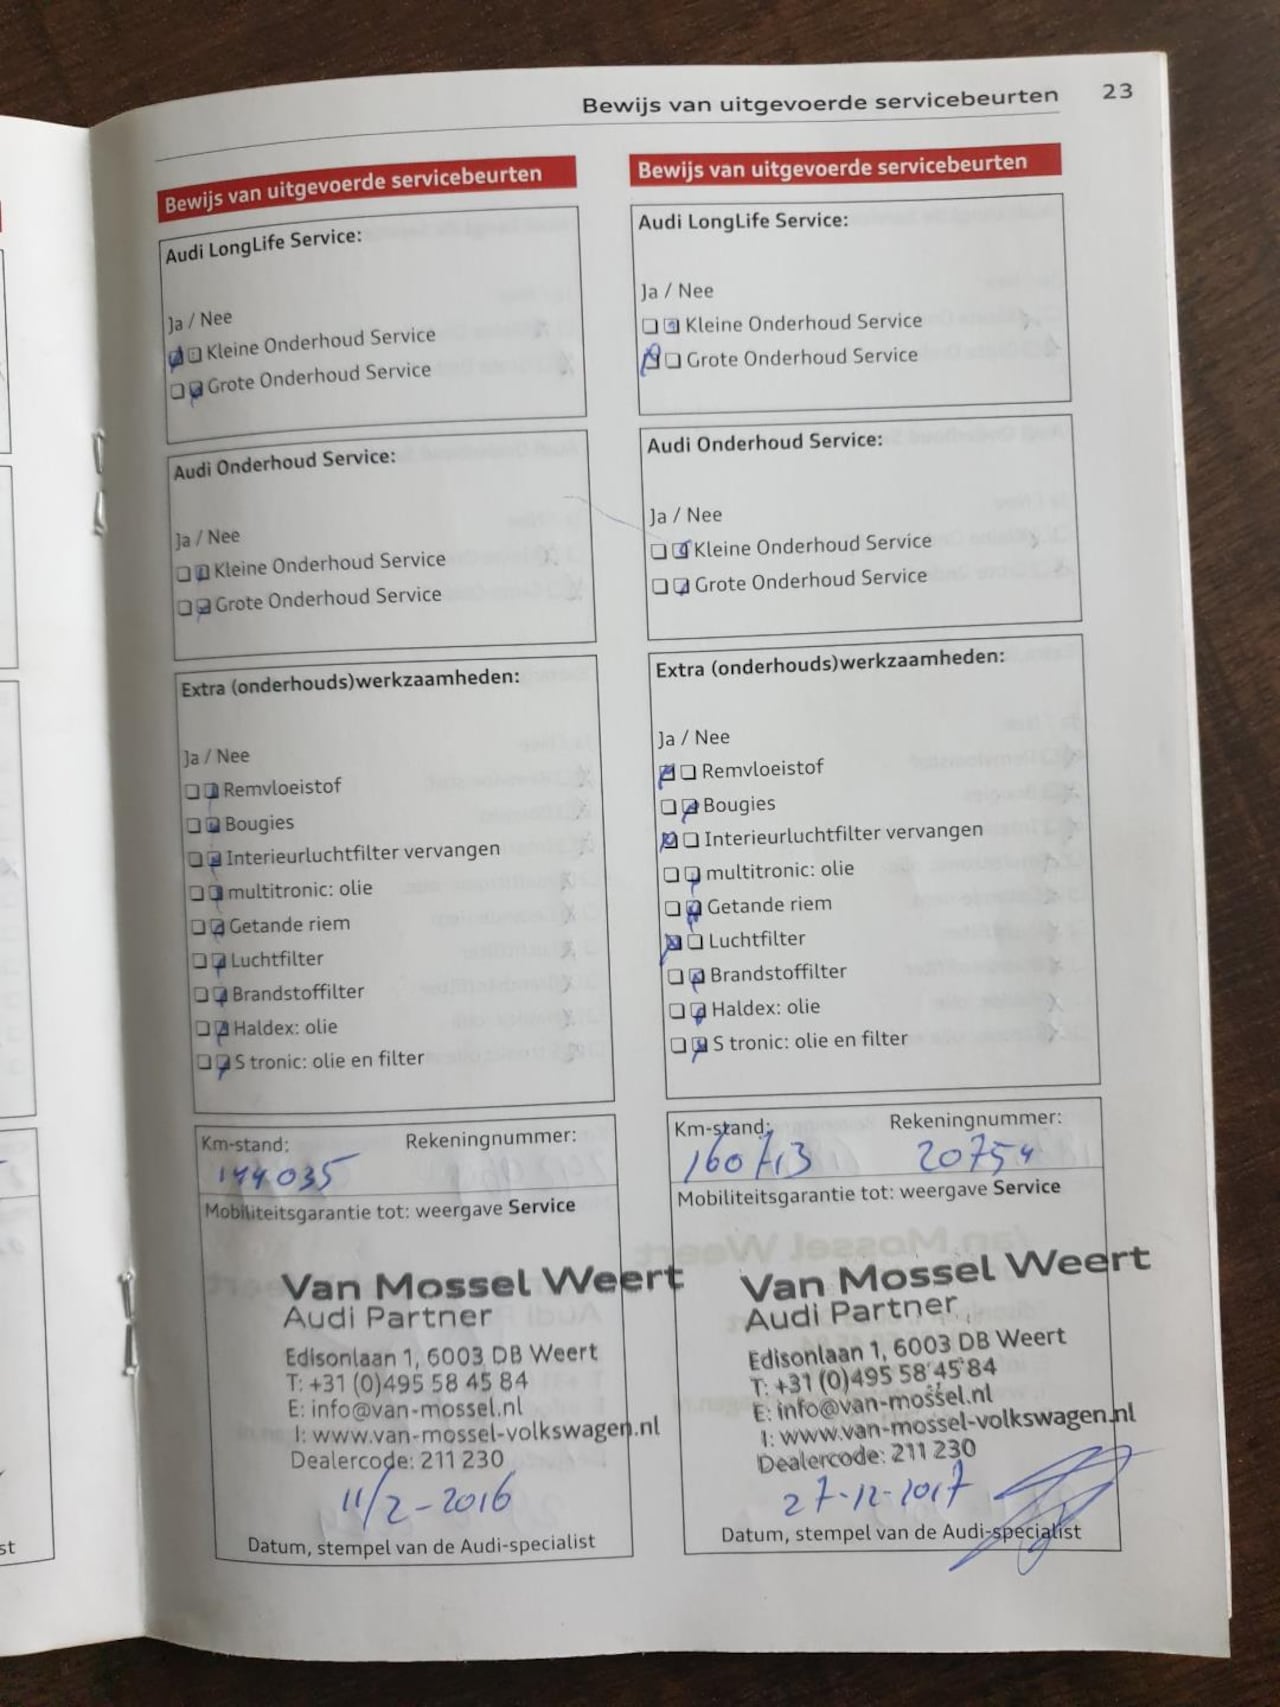 Bewijs van uitgevoerde servicebeurten 23
Bewijs van uitgevoerde servicebeurten
Audi LongLife Service:
Ja / Nee
Kleine Onderhoud Service
Grote Onderhoud Service
Audi Onderhoud Service:
Ja / Nee
Kleine Onderhoud Service
Grote Onderhoud Service
Extra (onderhouds)werkzaamheden:
Ja / Nee
Remvloeistof
Bougies
Interieurluchtfilter vervangen
multitronic: olie
Getande riem
Luchtfilter
Brandstoffilter
Haldex: olie
S tronic: olie en filter
Km-stand: Rekeningnummer:
144035
Mobiliteitsgarantie tot: weergave Service
Van Mossel Weert
Audi Partner
Edisonlaan 1, 6003 DB Weert
T: +31 (0)495 58 45 84
E: info@van-mossel.nl
I: www.van-mossel-volkswagen.nl
Dealercode: 211 230
11/2-2016
Datum, stempel van de Audi-specialist
Bewijs van uitgevoerde servicebeurten
Audi LongLife Service:
Ja / Nee
Kleine Onderhoud Service
Grote Onderhoud Service
Audi Onderhoud Service:
Ja / Nee
Kleine Onderhoud Service
Grote Onderhoud Service
Extra (onderhouds)werkzaamheden:
Ja / Nee
Remvloeistof
Bougies
Interieurluchtfilter vervangen
multitronic: olie
Getande riem
Luchtfilter
Brandstoffilter
Haldex: olie
S tronic: olie en filter
Km-stand: Rekeningnummer:
160713 20754
Mobiliteitsgarantie tot: weergave Service
Van Mossel Weert
Audi Partner
Edisonlaan 1, 6003 DB Weert
T: +31 (0)495 58 45 84
E: info@van-mossel.nl
I: www.van-mossel-volkswagen.nl
Dealercode: 211 230
27-12-2017
Datum, stempel van de Audi-specialist
st